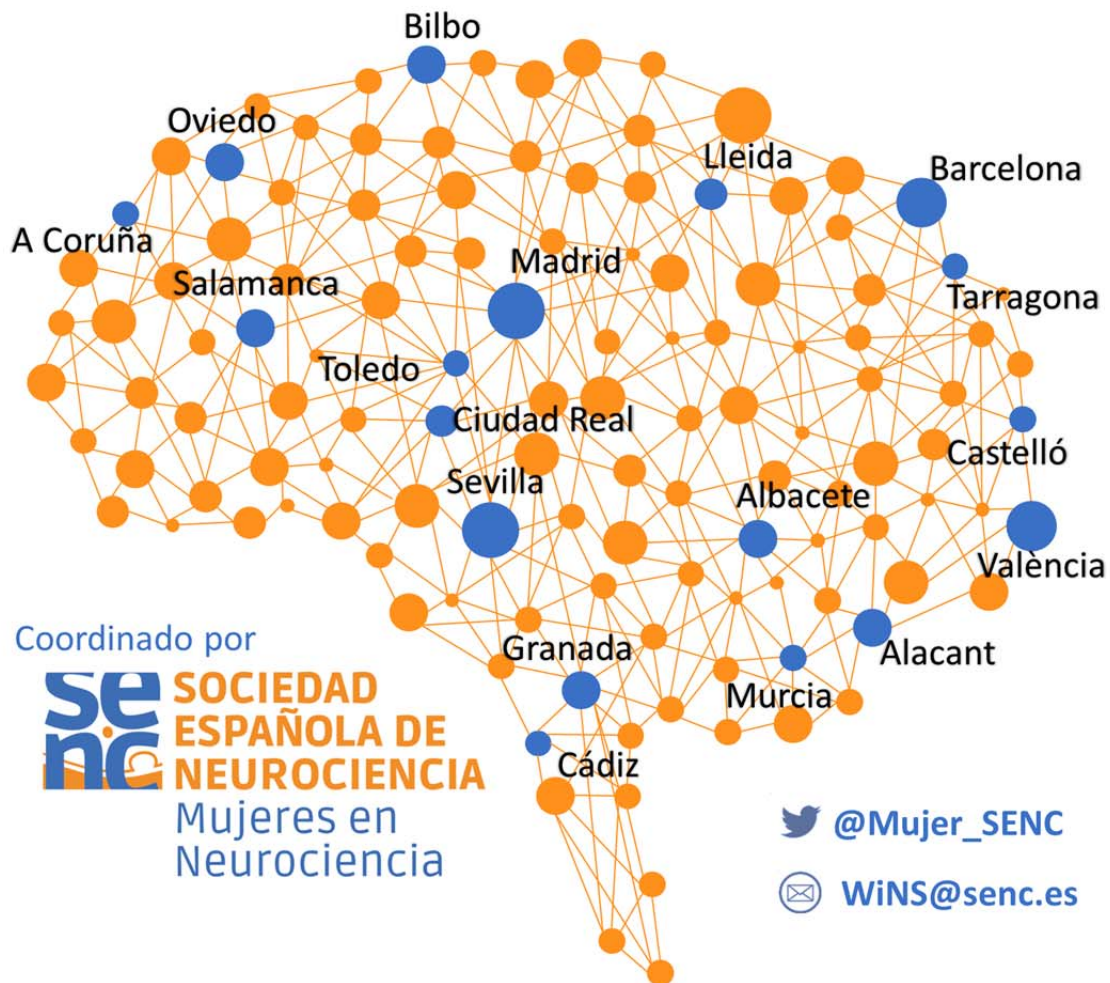 Bilbo
Oviedo
Lleida
Barcelona
A Coruña
Salamanca
Madrid
Tarragona
Toledo
Ciudad Real
Sevilla
Albacete
Castelló
València
Granada
Alacant
Murcia
Cádiz
Coordinado por
senc
SOCIEDAD
ESPAÑOLA DE
NEUROCIENCIA
Mujeres en
Neurociencia
@Mujer_SENC
WiNS@senc.es